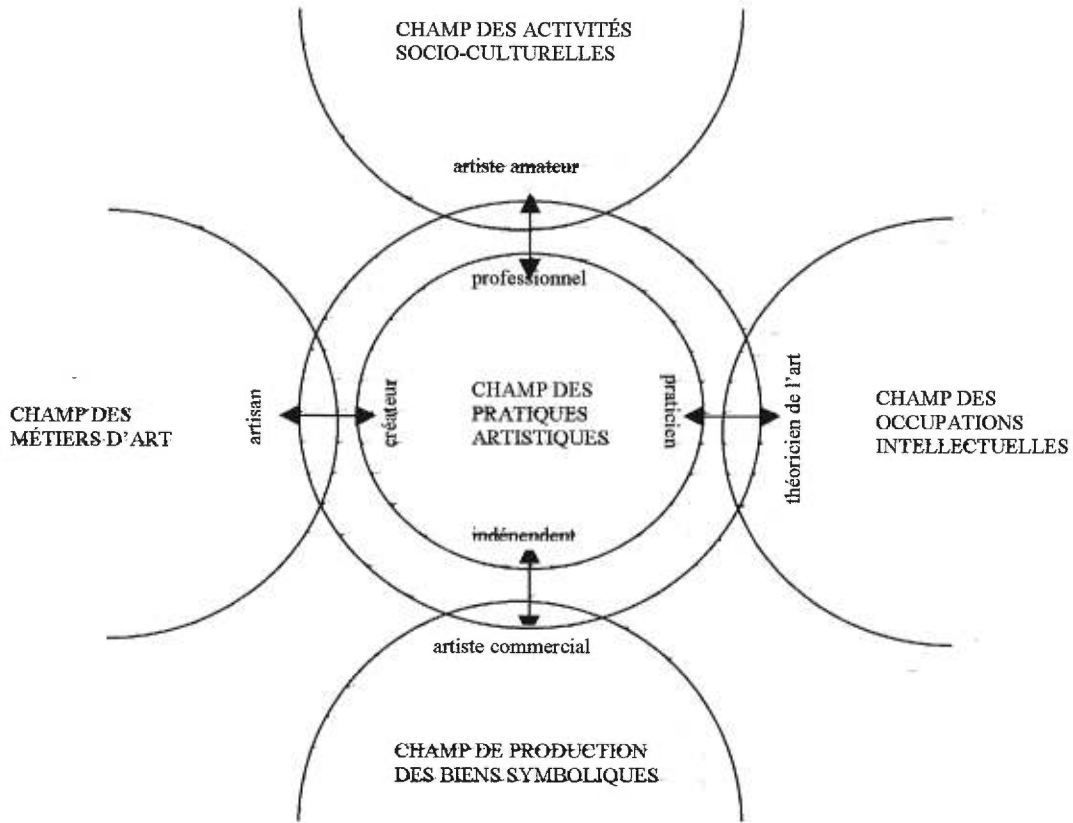 CHAMP DES ACTIVITÉS
SOCIO-CULTURELLES
artiste amateur
professionnel
CHAMP DES
MÉTIERS D'ART
artisan
créateur
CHAMP DES
PRATIQUES
ARTISTIQUES
praticien
théoricien de l'art
CHAMP DES
OCCUPATIONS
INTELLECTUELLES
indénendent
artiste commercial
CHAMP DE PRODUCTION
DES BIENS SYMBOLIQUES